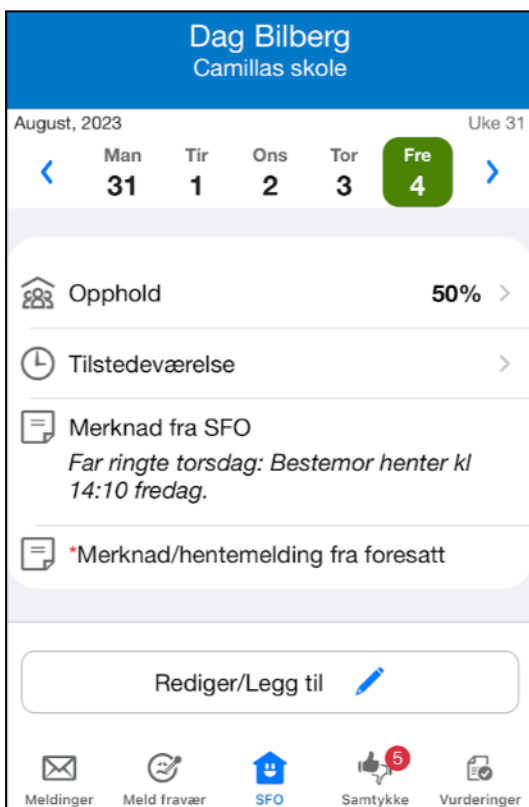 Dag Bilberg
Camillas skole
August, 2023 Uke 31
Man Tir Ons Tor Fre
31 1 2 3 4
Opphold 50%
Tilstedeværelse
Merknad fra SFO
Far ringte torsdag: Bestemor henter kl
14:10 fredag.
*Merknad/hentemelding fra foresatt
Rediger/Legg til
5
Meldinger Meld fravær SFO Samtykke Vurderinger